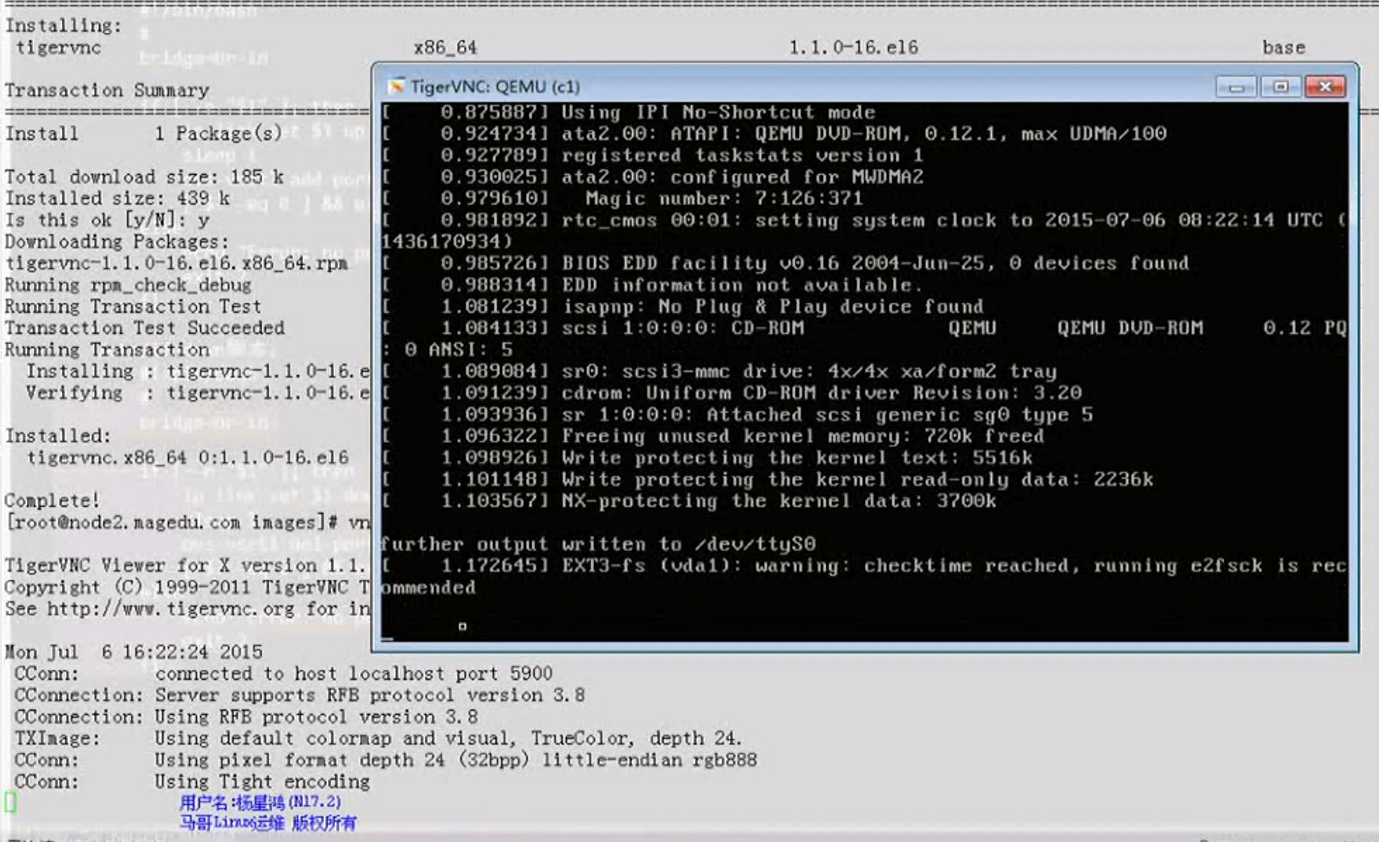 Installing:
tigervnc x86_64 1.1.0-16.el6 base
Transaction Summary
Install 1 Package(s)
Total download size: 185 k
Installed size: 439 k
Is this ok [y/N]: y
Downloading Packages:
tigervnc-1.1.0-16.el6.x86_64.rpm
Running rpm_check_debug
Running Transaction Test
Transaction Test Succeeded
Running Transaction
Installing : tigervnc-1.1.0-16.e
Verifying : tigervnc-1.1.0-16.e
Installed:
tigervnc.x86_64 0:1.1.0-16.el6
Complete!
[root@node2.magedu.com images]# vn
TigerVNC Viewer for X version 1.1.
Copyright (C) 1999-2011 TigerVNC T
See http://www.tigervnc.org for in
Mon Jul 6 16:22:24 2015
CConn: connected to host localhost port 5900
CConnection: Server supports RFB protocol version 3.8
CConnection: Using RFB protocol version 3.8
TXImage: Using default colormap and visual, TrueColor, depth 24.
CConn: Using pixel format depth 24 (32bpp) little-endian rgb888
CConn: Using Tight encoding
用户名:杨星鸿(N17.2)
马哥Linux运维 版权所有
TigerVNC: QEMU (c1)
[ 0.875887] Using IPI No-Shortcut mode
[ 0.924734] ata2.00: ATAPI: QEMU DVD-ROM, 0.12.1, max UDMA/100
[ 0.927789] registered taskstats version 1
[ 0.930025] ata2.00: configured for MWDMA2
[ 0.979610] Magic number: 7:126:371
[ 0.981892] rtc_cmos 00:01: setting system clock to 2015-07-06 08:22:14 UTC (
1436170934)
[ 0.985726] BIOS EDD facility v0.16 2004-Jun-25, 0 devices found
[ 0.988314] EDD information not available.
[ 1.081239] isapnp: No Plug & Play device found
[ 1.084133] scsi 1:0:0:0: CD-ROM QEMU QEMU DVD-ROM 0.12 PQ
: 0 ANSI: 5
[ 1.089084] sr0: scsi3-mmc drive: 4x/4x xa/form2 tray
[ 1.091239] cdrom: Uniform CD-ROM driver Revision: 3.20
[ 1.093936] sr 1:0:0:0: Attached scsi generic sg0 type 5
[ 1.096322] Freeing unused kernel memory: 720k freed
[ 1.098926] Write protecting the kernel text: 5516k
[ 1.101148] Write protecting the kernel read-only data: 2236k
[ 1.103567] NX-protecting the kernel data: 3700k
further output written to /dev/ttyS0
[ 1.172645] EXT3-fs (vda1): warning: checktime reached, running e2fsck is rec
ommended